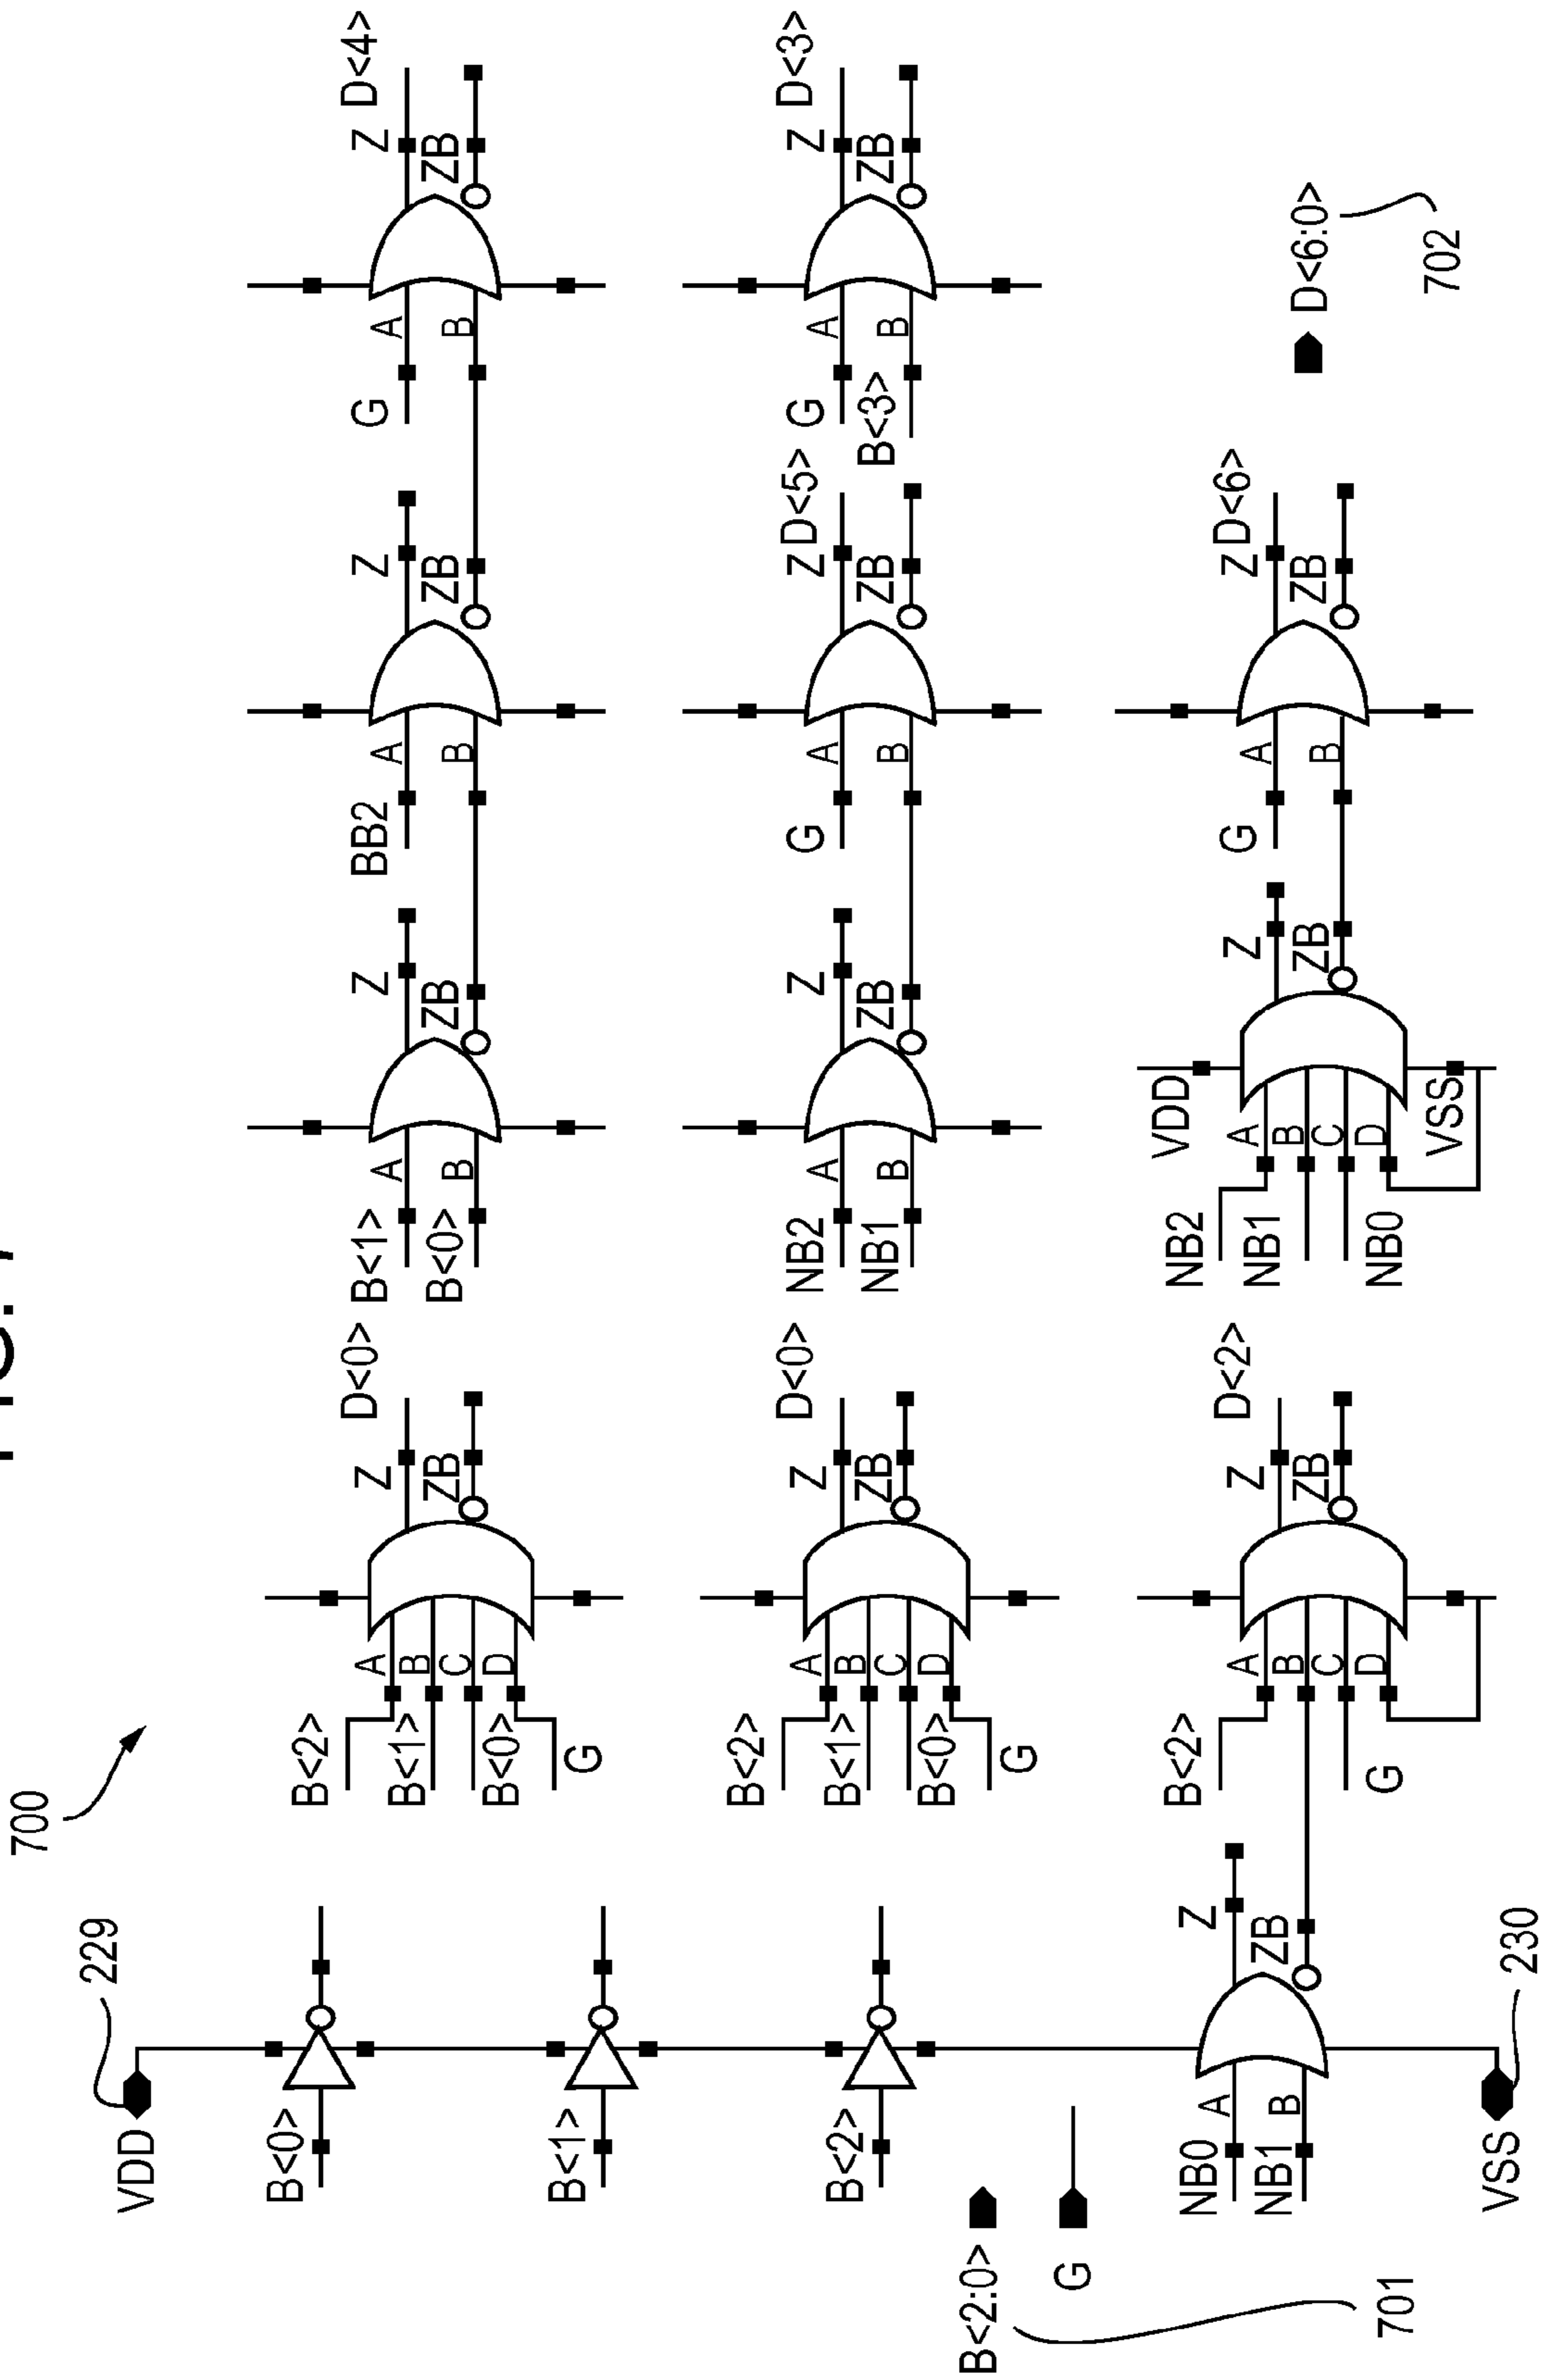 700
229
VDD
B<0>
B<1>
B<2>
B<2:0>
G
701
NB0
A
NB1
B
Z
ZB
VSS
230
B<2>
A
B<1>
B
C
B<0>
D
G
Z
D<0>
ZB
B<1>
A
B<0>
B
Z
ZB
BB2
A
B
Z
ZB
G
A
B
Z
D<4>
ZB
B<2>
A
B<1>
B
C
B<0>
D
G
Z
D<0>
ZB
NB2
A
NB1
B
Z
ZB
G
A
B
Z D<5>
ZB
G
A
B<3>
B
Z
D<3>
ZB
B<2>
A
B
C
G
D
Z
D<2>
ZB
VDD
NB2
A
NB1
B
C
NB0
D
VSS
Z
ZB
G
A
B
Z D<6>
ZB
D<6:0>
702